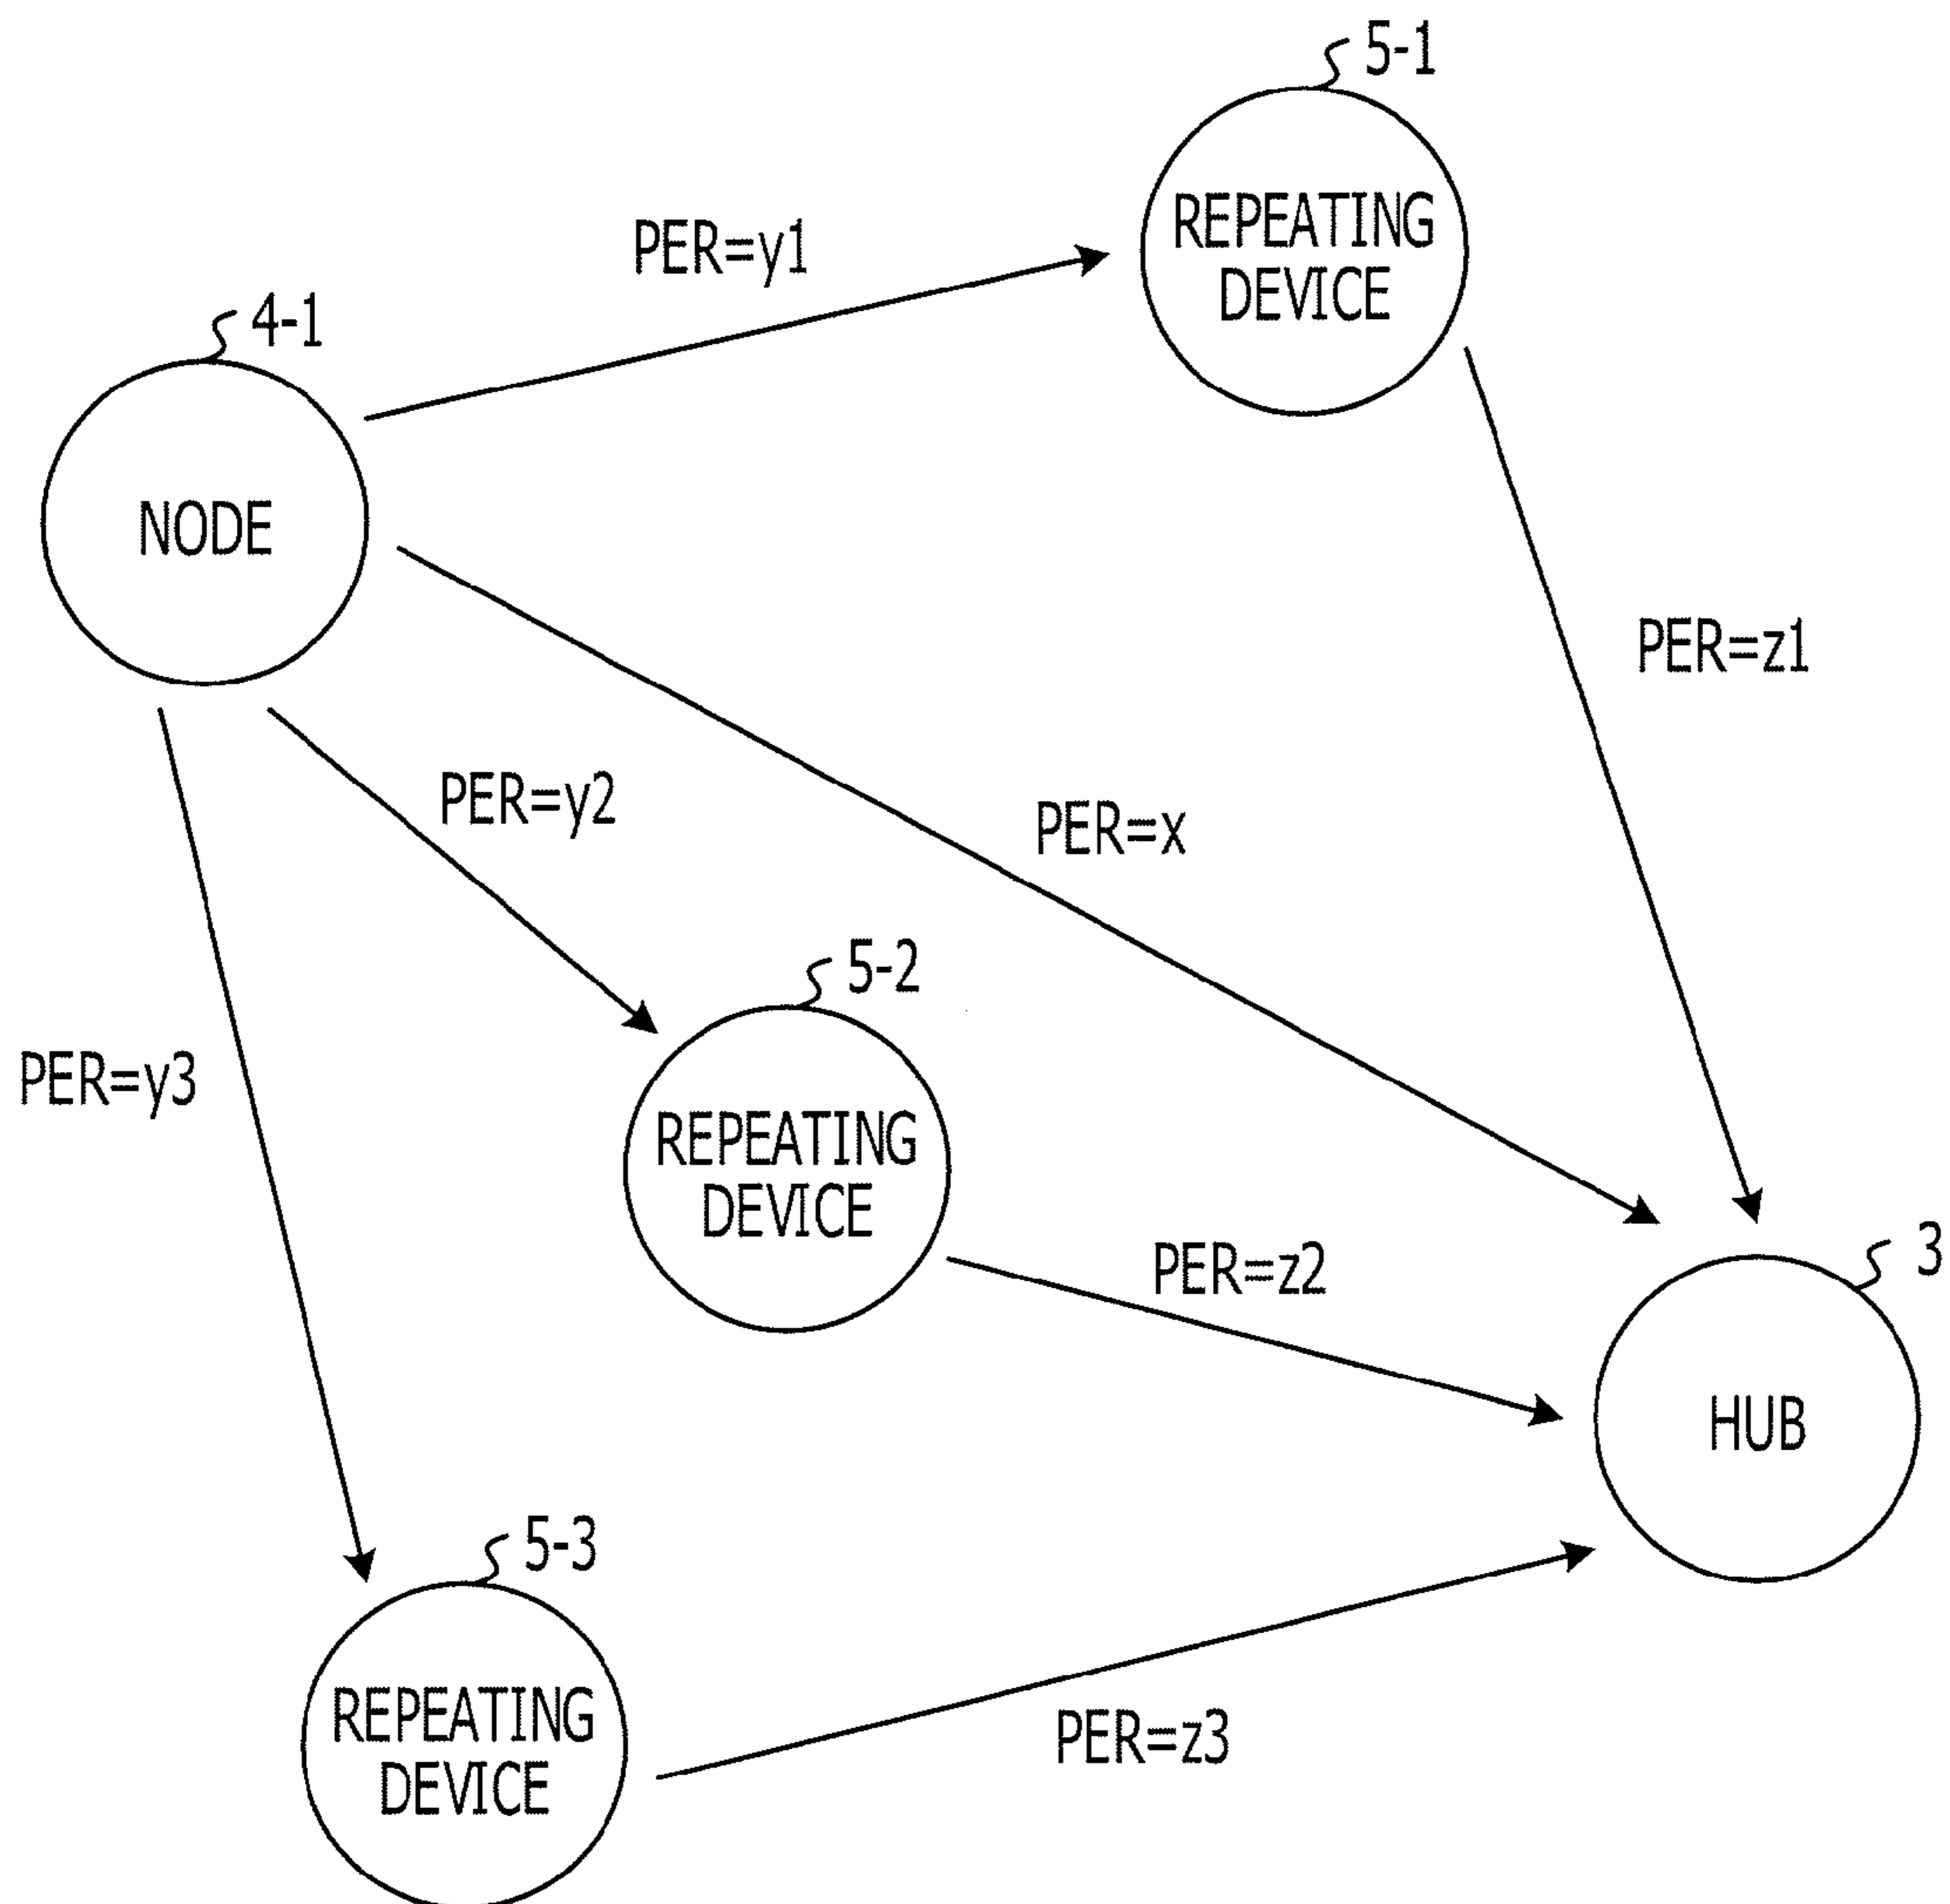 5-1
REPEATING
DEVICE
PER=y1
4-1
NODE
PER=z1
PER=y2
PER=x
5-2
PER=y3
REPEATING
DEVICE
PER=z2
3
HUB
5-3
REPEATING
DEVICE
PER=z3